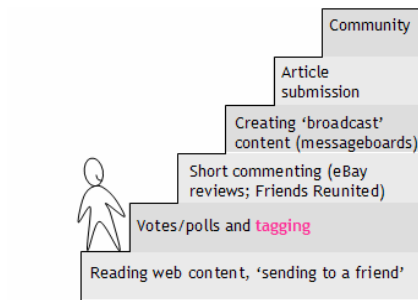 Community
Article
submission
Creating ‘broadcast’
content (messageboards)
Short commenting (eBay
reviews; Friends Reunited)
Votes/polls and tagging
Reading web content, ‘sending to a friend’